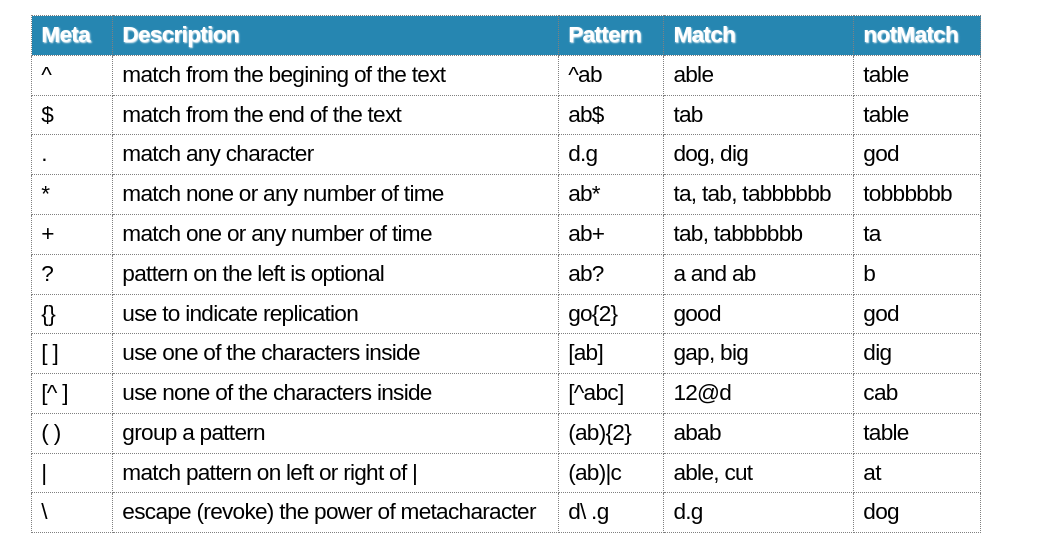 Meta Description Pattern Match notMatch
^ match from the begining of the text ^ab able table
$ match from the end of the text ab$ tab table
. match any character d.g dog, dig god
* match none or any number of time ab* ta, tab, tabbbbbb tobbbbbb
+ match one or any number of time ab+ tab, tabbbbbb ta
? pattern on the left is optional ab? a and ab b
{} use to indicate replication go{2} good god
[ ] use one of the characters inside [ab] gap, big dig
[^ ] use none of the characters inside [^abc] 12@d cab
( ) group a pattern (ab){2} abab table
| match pattern on left or right of | (ab)|c able, cut at
\ escape (revoke) the power of metacharacter d\ .g d.g dog